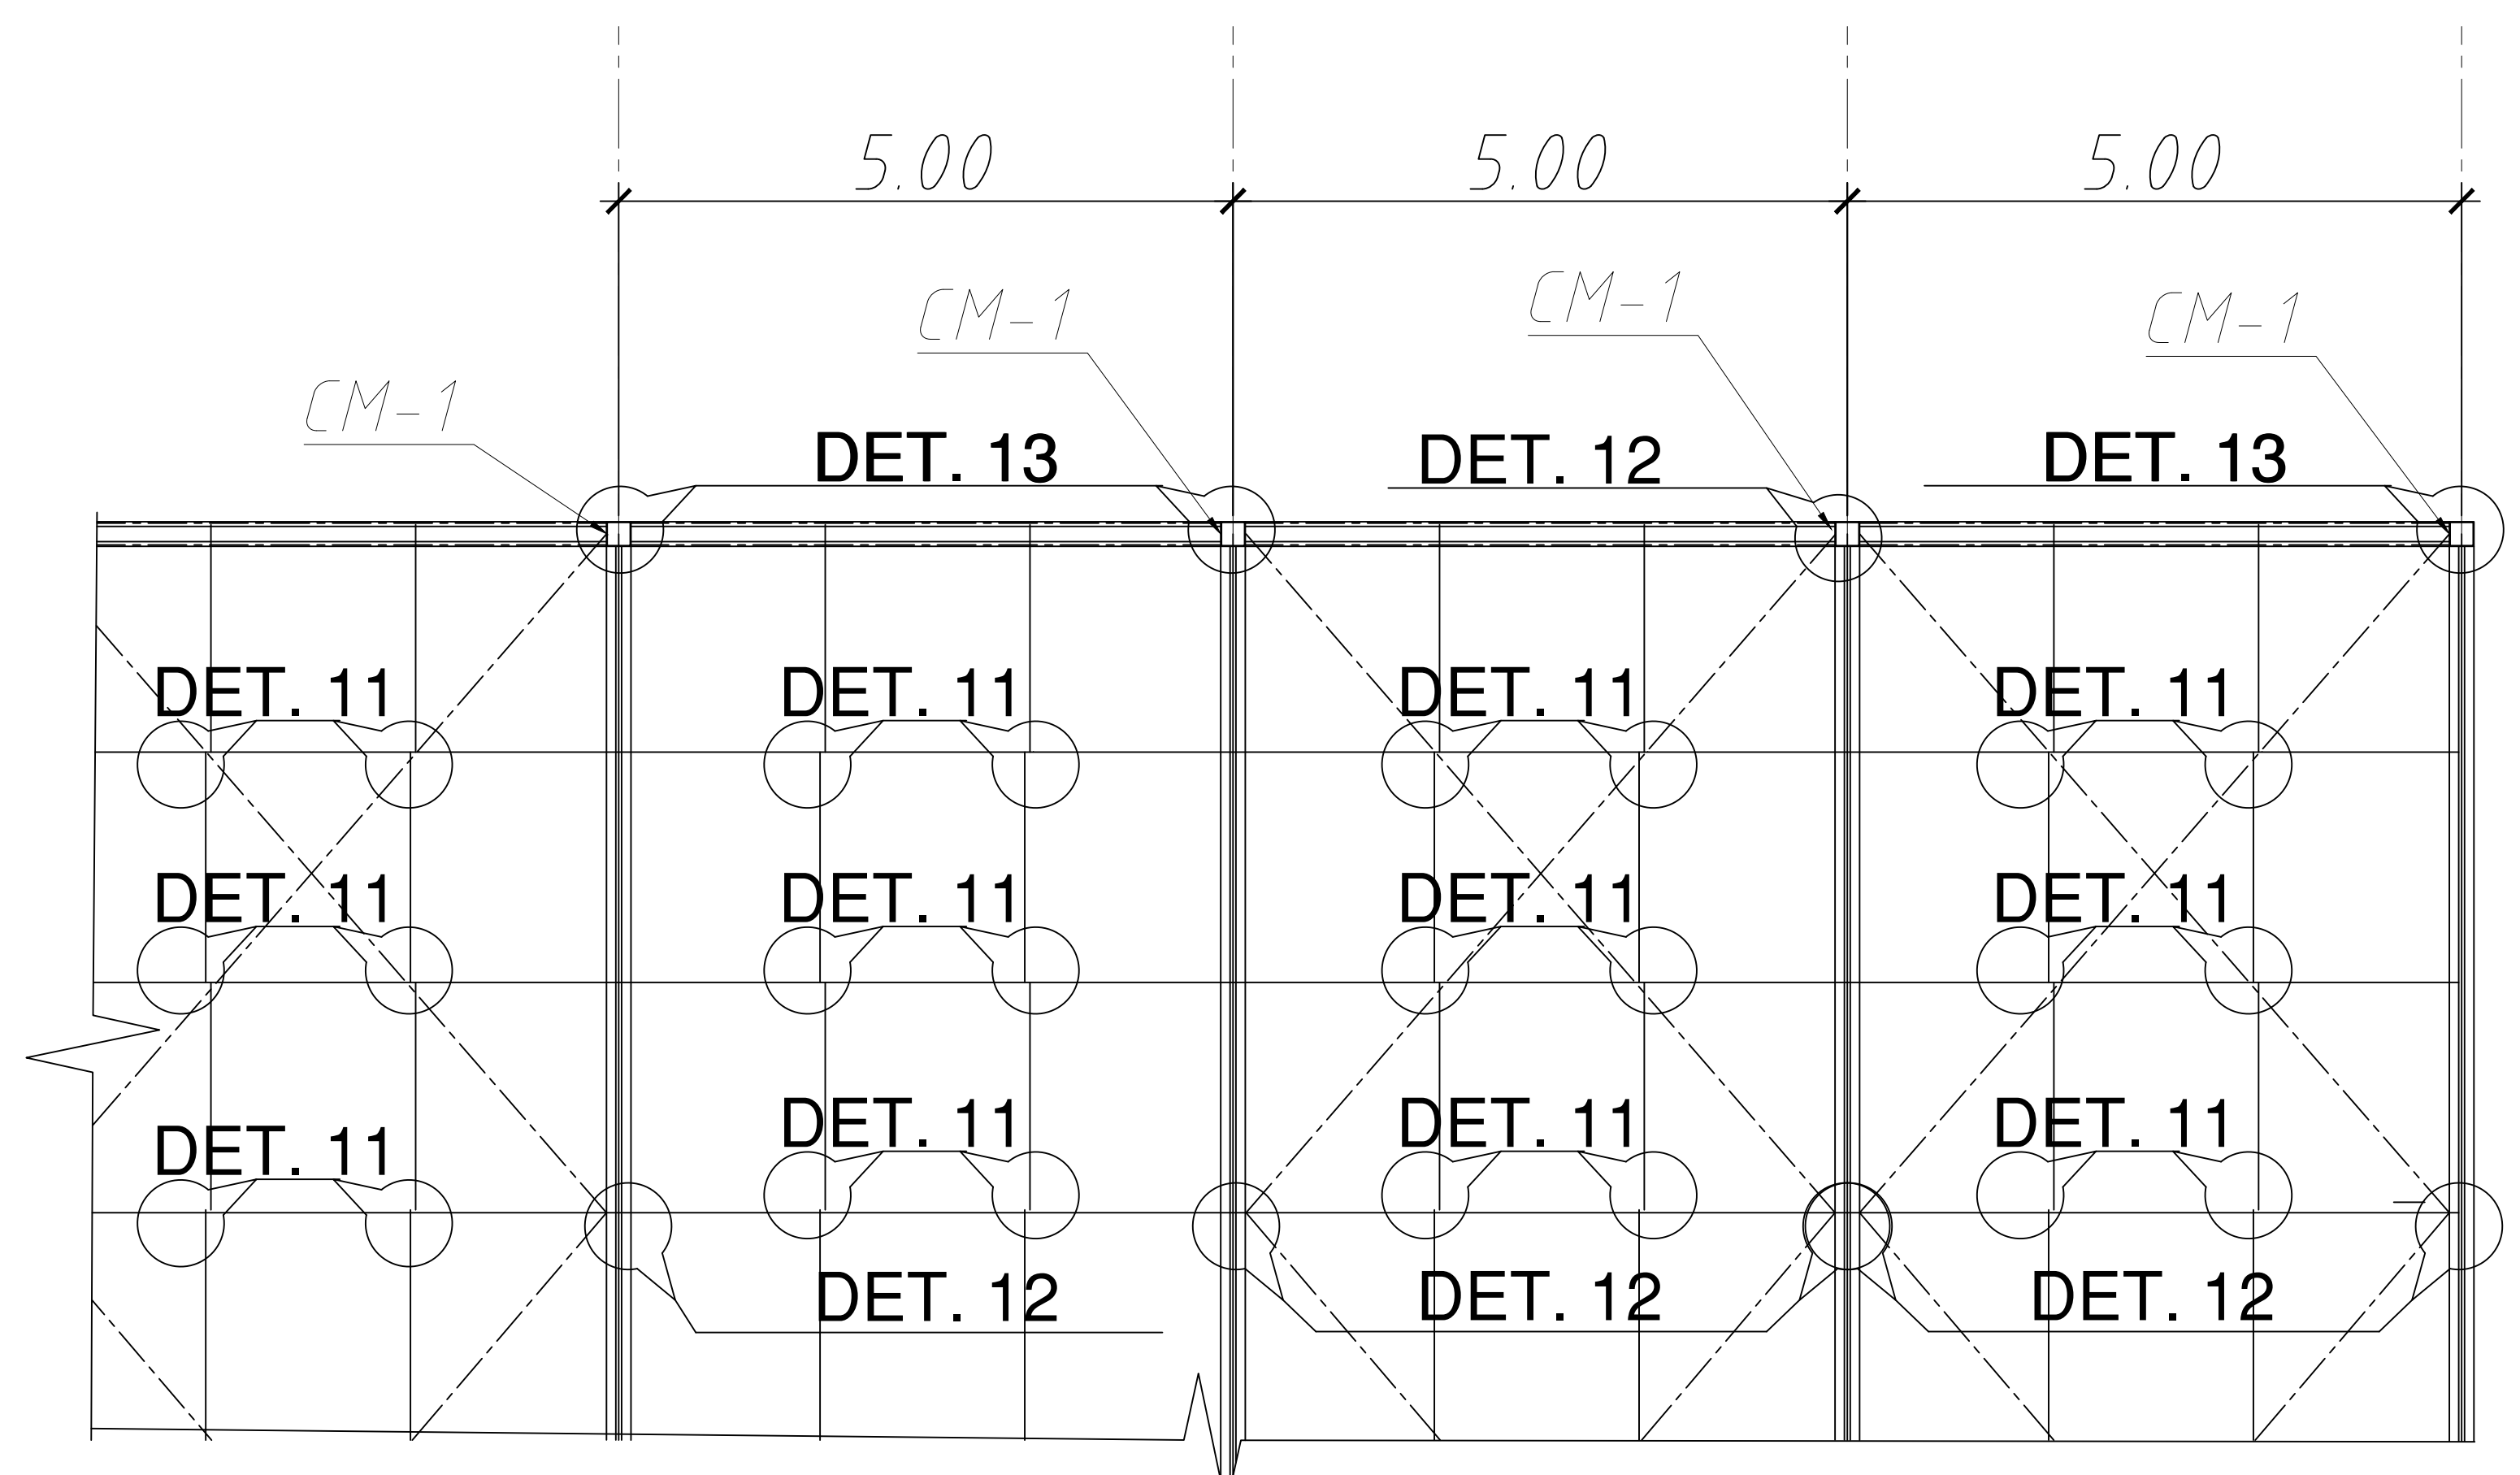 5.00 5.00 5.00
CM-1
CM-1
CM-1
CM-1
DET. 13 DET. 12 DET. 13
DET. 11 DET. 11 DET. 11 DET. 11
DET. 11 DET. 11 DET. 11 DET. 11
DET. 11 DET. 11 DET. 11
DET. 11
DET. 12 DET. 12 DET. 12